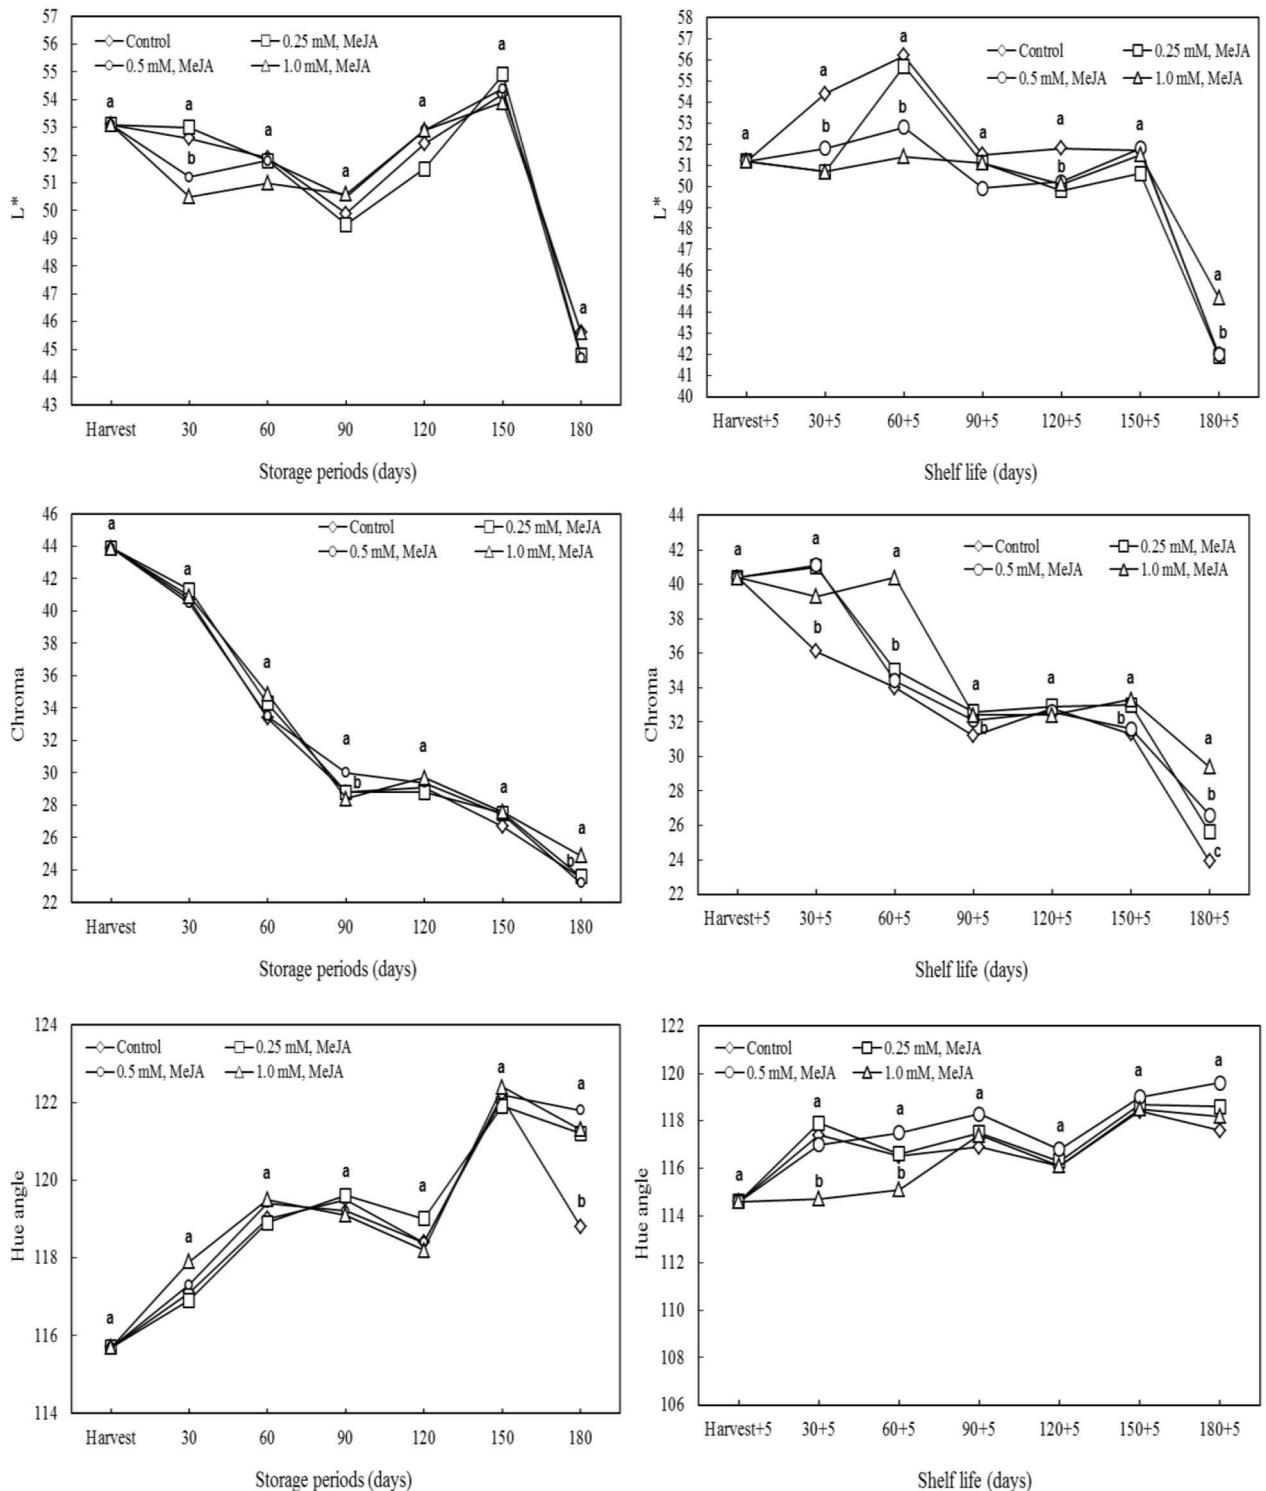 57
56
55
54
53
52
51
50
49
48
47
46
45
44
43
L*
Control
0.25 mM, MeJA
0.5 mM, MeJA
1.0 mM, MeJA
a
a
b
a
a
a
a
a
Harvest 30 60 90 120 150 180
Storage periods (days)
58
57
56
55
54
53
52
51
50
49
48
47
46
45
44
43
42
41
40
L*
Control
0.25 mM, MeJA
0.5 mM, MeJA
1.0 mM, MeJA
a
a
b
a
b
a
a
b
a
a
b
Harvest+5 30+5 60+5 90+5 120+5 150+5 180+5
Shelf life (days)
46
44
42
40
38
36
34
32
30
28
26
24
22
Chroma
Control
0.25 mM, MeJA
0.5 mM, MeJA
1.0 mM, MeJA
a
a
a
a
b
a
a
a
b
Harvest 30 60 90 120 150 180
Storage periods (days)
44
42
40
38
36
34
32
30
28
26
24
22
Chroma
Control
0.25 mM, MeJA
0.5 mM, MeJA
1.0 mM, MeJA
a
a
b
a
b
a
b
a
a
b
a
b
c
Harvest+5 30+5 60+5 90+5 120+5 150+5 180+5
Shelf life (days)
124
122
120
118
116
114
Hue angle
Control
0.25 mM, MeJA
0.5 mM, MeJA
1.0 mM, MeJA
a
a
a
a
a
a
a
b
Harvest 30 60 90 120 150 180
Storage periods (days)
122
120
118
116
114
112
110
108
106
Hue angle
Control
0.25 mM, MeJA
0.5 mM, MeJA
1.0 mM, MeJA
a
a
b
a
b
a
a
a
a
Harvest+5 30+5 60+5 90+5 120+5 150+5 180+5
Shelf life (days)